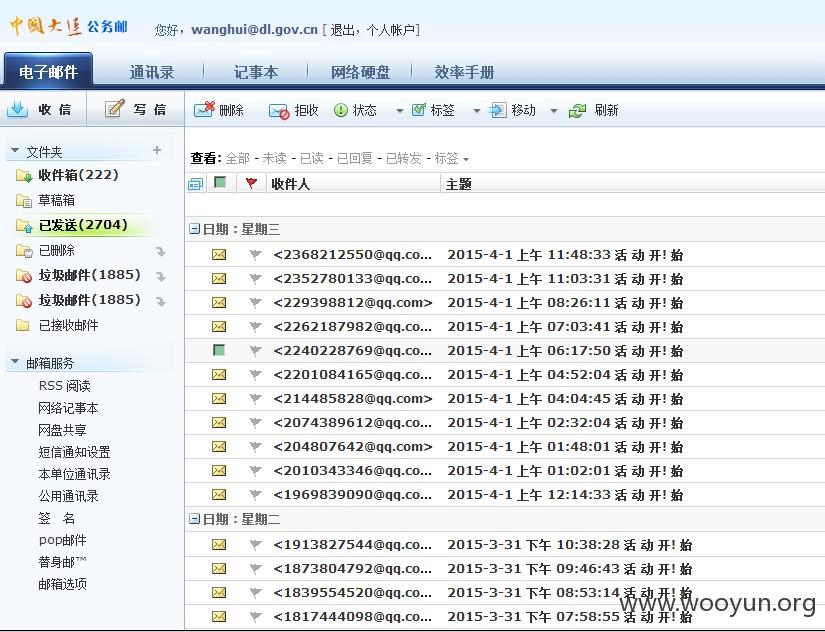 中国大连 公务邮 您好，wanghui@dl.gov.cn [ 退出，个人帐户]
电子邮件 通讯录 记事本 网络硬盘 效率手册
收 信 写 信 删除 拒收 状态 标签 移动 刷新
文件夹 +
收件箱(222)
草稿箱
已发送(2704)
已删除
垃圾邮件(1885)
垃圾邮件(1885)
已接收邮件
邮箱服务
RSS 阅读
网络记事本
网盘共享
短信通知设置
本单位通讯录
公用通讯录
签 名
pop邮件
替身邮™
邮箱选项
查看: 全部 - 未读 - 已读 - 已回复 - 已转发 - 标签
收件人 主题
日期：星期三
<2368212550@qq.co... 2015-4-1 上午 11:48:33 活 动 开! 始
<2352780133@qq.co... 2015-4-1 上午 11:03:31 活 动 开! 始
<229398812@qq.com> 2015-4-1 上午 08:26:11 活 动 开! 始
<2262187982@qq.co... 2015-4-1 上午 07:03:41 活 动 开! 始
<2240228769@qq.co... 2015-4-1 上午 06:17:50 活 动 开! 始
<2201084165@qq.co... 2015-4-1 上午 04:52:04 活 动 开! 始
<214485828@qq.com> 2015-4-1 上午 04:04:45 活 动 开! 始
<2074389612@qq.co... 2015-4-1 上午 02:32:04 活 动 开! 始
<204807642@qq.com> 2015-4-1 上午 01:48:01 活 动 开! 始
<2010343346@qq.co... 2015-4-1 上午 01:02:01 活 动 开! 始
<1969839090@qq.co... 2015-4-1 上午 12:14:33 活 动 开! 始
日期：星期二
<1913827544@qq.co... 2015-3-31 下午 10:38:28 活 动 开! 始
<1873804792@qq.co... 2015-3-31 下午 09:46:43 活 动 开! 始
<1839554520@qq.co... 2015-3-31 下午 08:53:14 活 动 开! 始
<1817444098@qq.co... 2015-3-31 下午 07:58:55 活 动 开! 始
www.wooyun.org